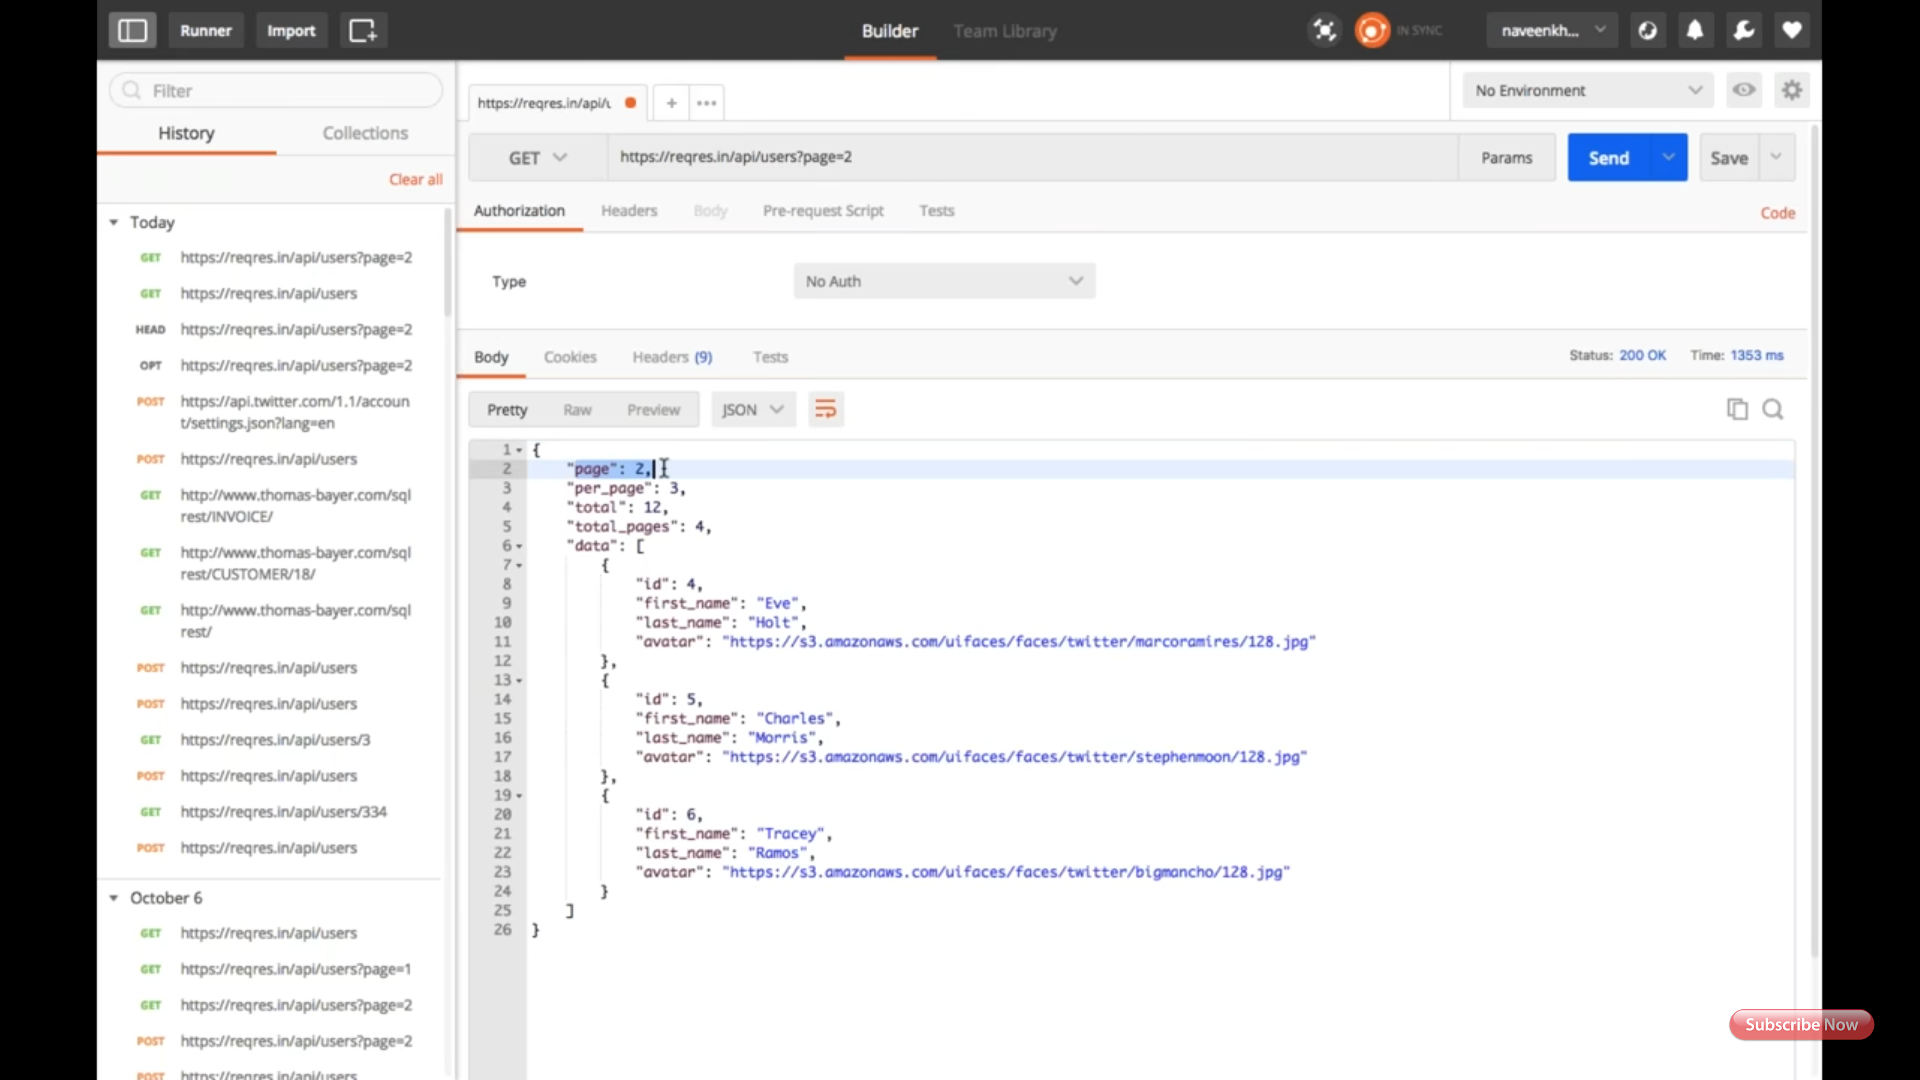 Runner
Import
Builder
Team Library
IN SYNC
naveenkh...
Filter
History
Collections
Clear all
Today
GET https://reqres.in/api/users?page=2
GET https://reqres.in/api/users
HEAD https://reqres.in/api/users?page=2
OPT https://reqres.in/api/users?page=2
POST https://api.twitter.com/1.1/accoun
t/settings.json?lang=en
POST https://reqres.in/api/users
GET http://www.thomas-bayer.com/sql
rest/INVOICE/
GET http://www.thomas-bayer.com/sql
rest/CUSTOMER/18/
GET http://www.thomas-bayer.com/sql
rest/
POST https://reqres.in/api/users
POST https://reqres.in/api/users
GET https://reqres.in/api/users/3
POST https://reqres.in/api/users
GET https://reqres.in/api/users/334
POST https://reqres.in/api/users
October 6
GET https://reqres.in/api/users
GET https://reqres.in/api/users?page=1
GET https://reqres.in/api/users?page=2
POST https://reqres.in/api/users?page=2
POST https://reqres.in/api/users
https://reqres.in/api/u
No Environment
GET
https://reqres.in/api/users?page=2
Params
Send
Save
Authorization
Headers
Body
Pre-request Script
Tests
Code
Type
No Auth
Body
Cookies
Headers (9)
Tests
Status: 200 OK
Time: 1353 ms
Pretty
Raw
Preview
JSON
1 {
2 "page": 2,
3 "per_page": 3,
4 "total": 12,
5 "total_pages": 4,
6 "data": [
7 {
8 "id": 4,
9 "first_name": "Eve",
10 "last_name": "Holt",
11 "avatar": "https://s3.amazonaws.com/uifaces/faces/twitter/marcoramires/128.jpg"
12 },
13 {
14 "id": 5,
15 "first_name": "Charles",
16 "last_name": "Morris",
17 "avatar": "https://s3.amazonaws.com/uifaces/faces/twitter/stephenmoon/128.jpg"
18 },
19 {
20 "id": 6,
21 "first_name": "Tracey",
22 "last_name": "Ramos",
23 "avatar": "https://s3.amazonaws.com/uifaces/faces/twitter/bigmancho/128.jpg"
24 }
25 ]
26 }
Subscribe Now